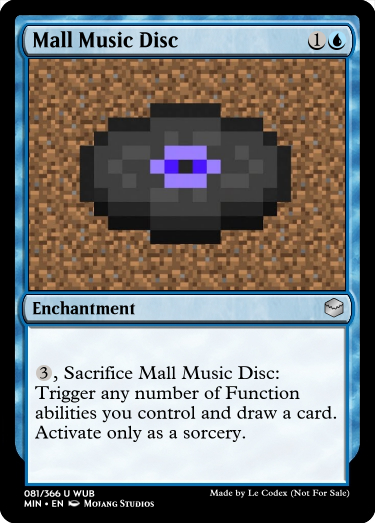 Mall Music Disc 1
Enchantment
3, Sacrifice Mall Music Disc:
Trigger any number of Function
abilities you control and draw a card.
Activate only as a sorcery.
081/366 U WUB
MIN • EN Mojang Studios
Made by Le Codex (Not For Sale)